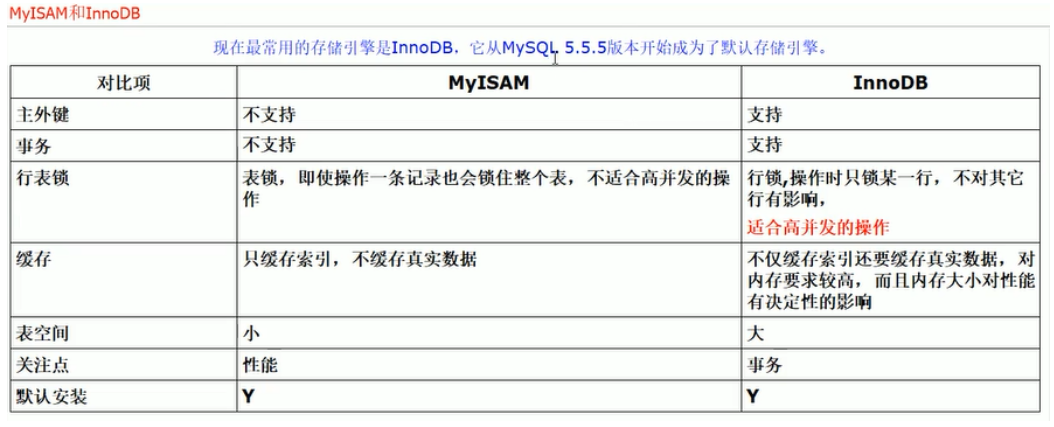 MyISAM和InnoDB
现在最常用的存储引擎是InnoDB，它从MySQL 5.5.5版本开始成为了默认存储引擎。
对比项 MyISAM InnoDB
主外键 不支持 支持
事务 不支持 支持
行表锁 表锁，即使操作一条记录也会锁住整个表，不适合高并发的操
作
行锁,操作时只锁某一行，不对其它
行有影响，
适合高并发的操作
缓存 只缓存索引，不缓存真实数据
不仅缓存索引还要缓存真实数据，对
内存要求较高，而且内存大小对性能
有决定性的影响
表空间 小 大
关注点 性能 事务
默认安装 Y Y